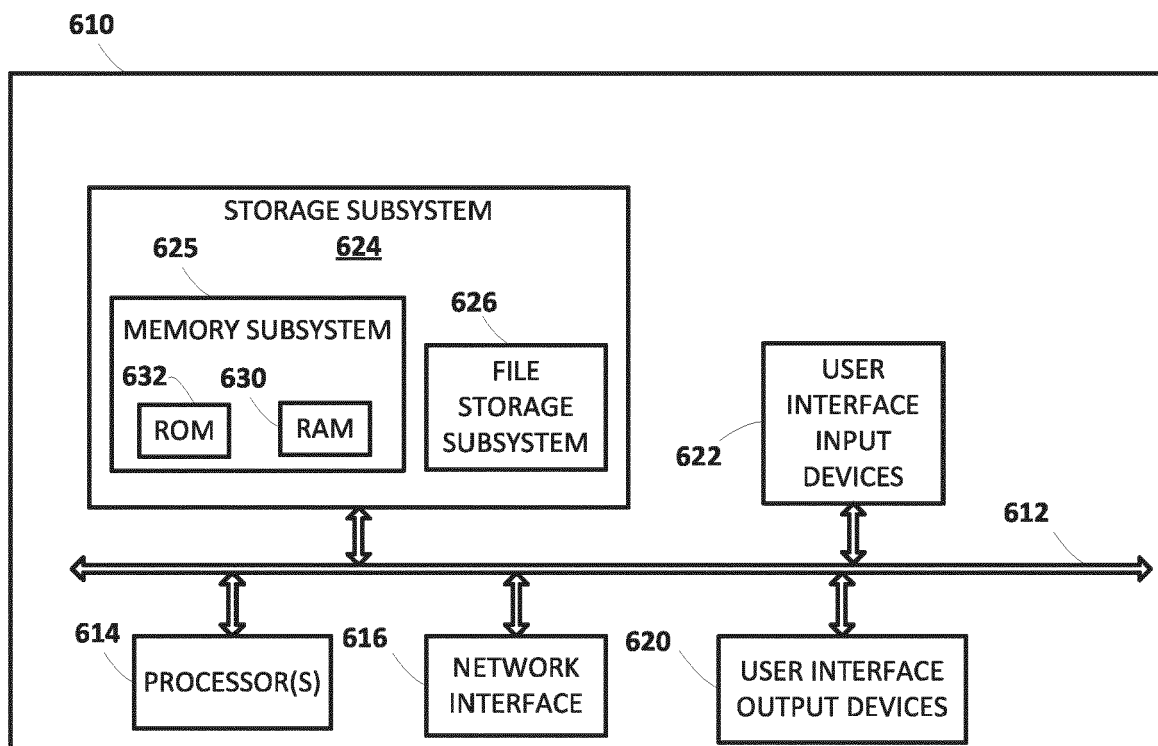 610
STORAGE SUBSYSTEM
624
625
MEMORY SUBSYSTEM
632
ROM
630
RAM
626
FILE
STORAGE
SUBSYSTEM
622
USER
INTERFACE
INPUT
DEVICES
612
614
PROCESSOR(S)
616
NETWORK
INTERFACE
620
USER INTERFACE
OUTPUT DEVICES